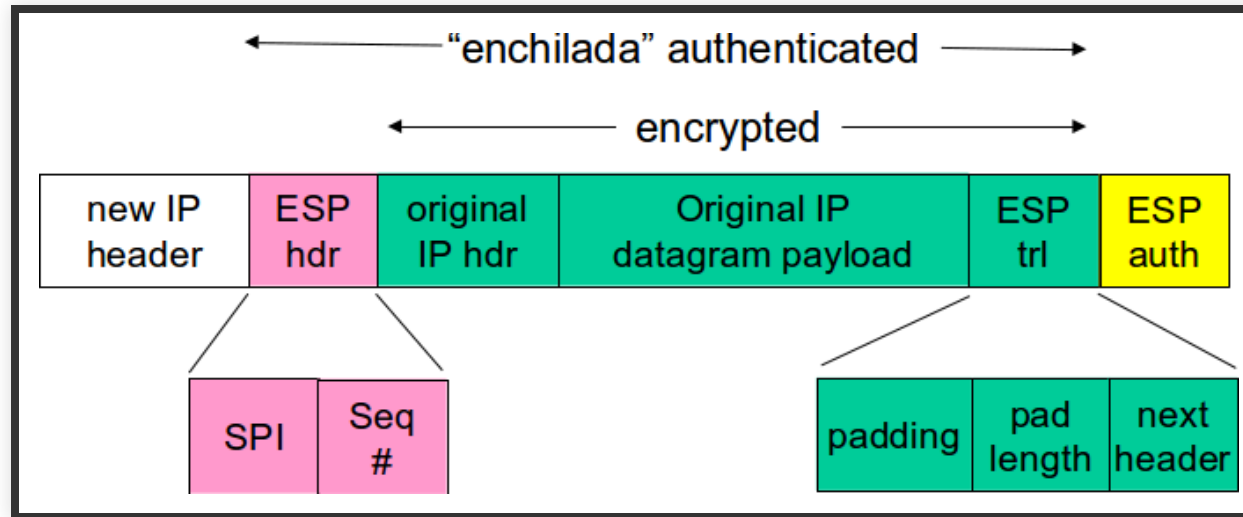 “enchilada” authenticated
encrypted
new IP
header
ESP
hdr
original
IP hdr
Original IP
datagram payload
ESP
trl
ESP
auth
SPI
Seq
#
padding
pad
length
next
header